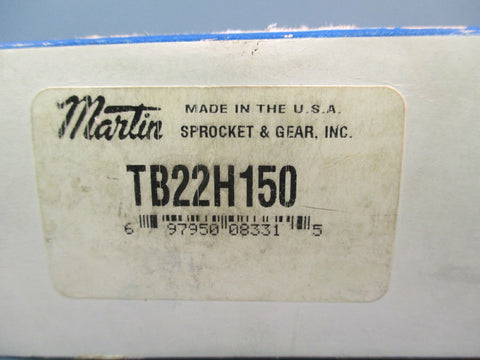 Martin MADE IN THE U.S.A.
SPROCKET & GEAR, INC.
TB22H150
6 97950 08331 5